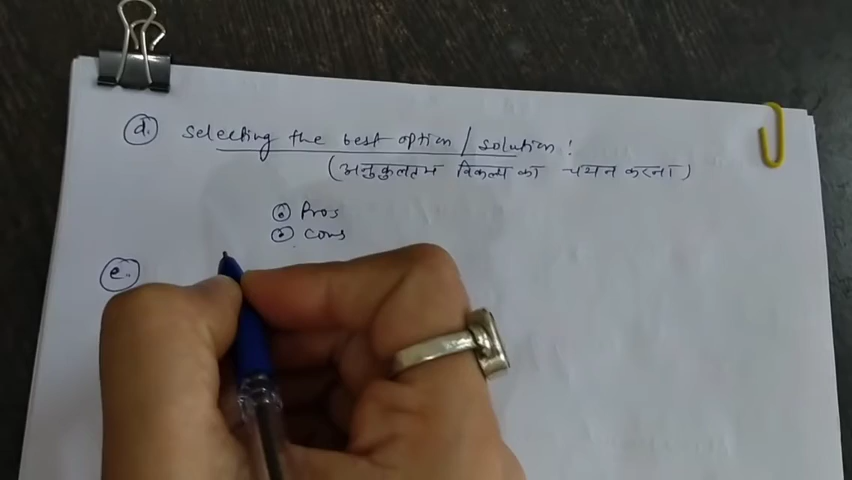 d. Selecting the best option / solution :
(अनुकुलतम विकल्प का चयन करना)
Pros
Cons
e.